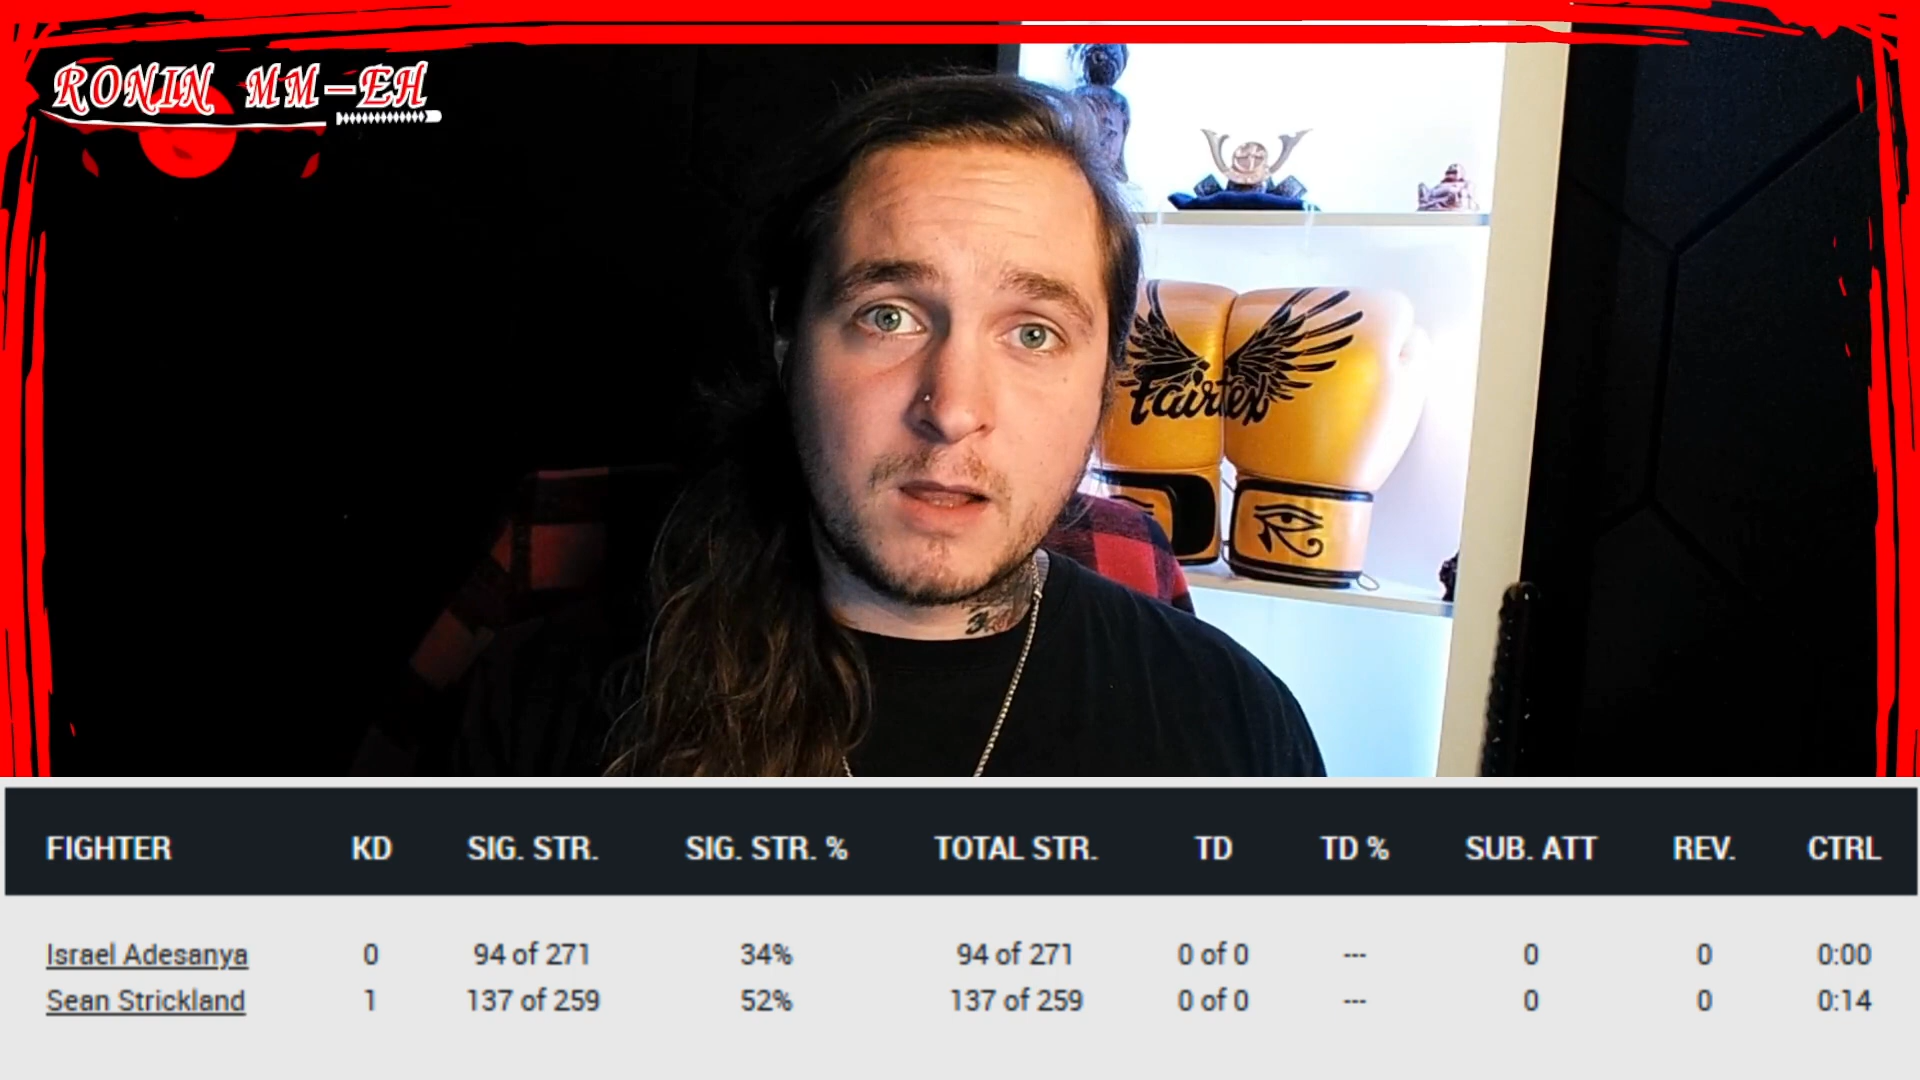 RONIN MM-EH
fairtex
FIGHTER KD SIG. STR. SIG. STR. % TOTAL STR. TD TD % SUB. ATT REV. CTRL
Israel Adesanya 0 94 of 271 34% 94 of 271 0 of 0 --- 0 0 0:00
Sean Strickland 1 137 of 259 52% 137 of 259 0 of 0 --- 0 0 0:14